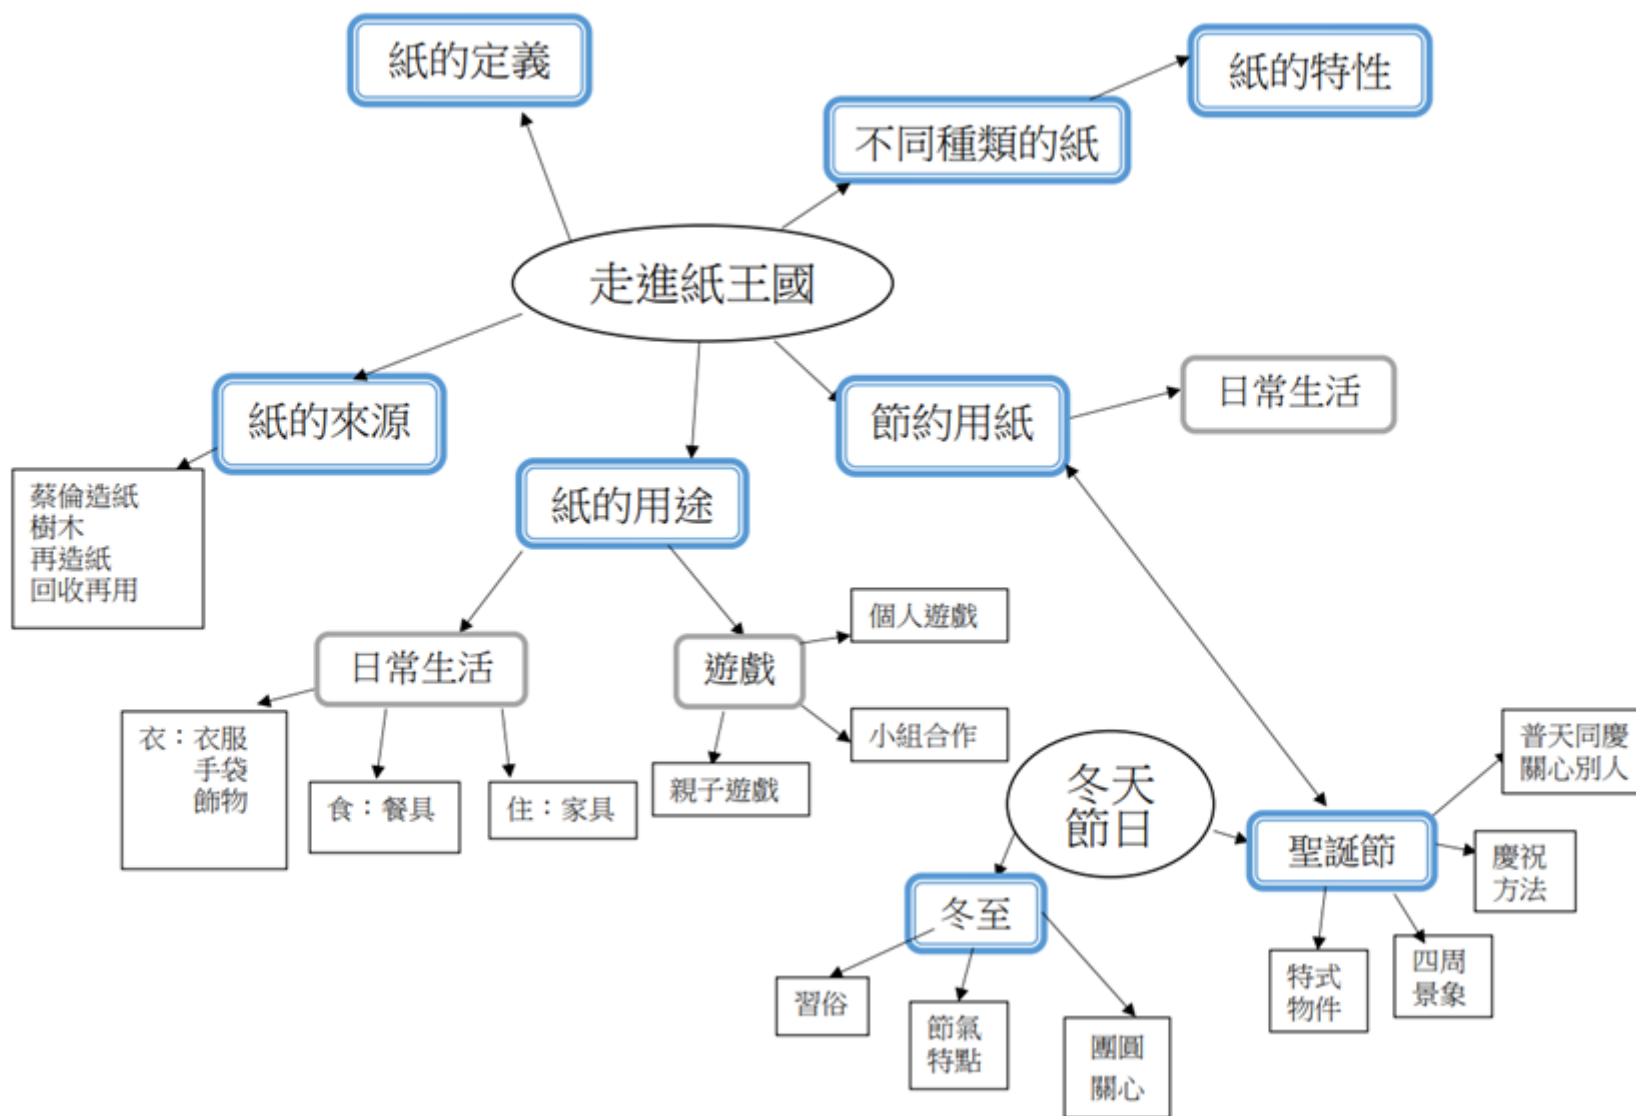 紙的定義
紙的特性
不同種類的紙
走進紙王國
紙的來源
節約用紙
日常生活
蔡倫造紙
樹木
再造紙
回收再用
紙的用途
日常生活
遊戲
個人遊戲
小組合作
親子遊戲
衣：衣服
手袋
飾物
食：餐具
住：家具
冬天
節日
聖誕節
普天同慶
關心別人
慶祝
方法
四周
景象
特式
物件
冬至
習俗
節氣
特點
團圓
關心